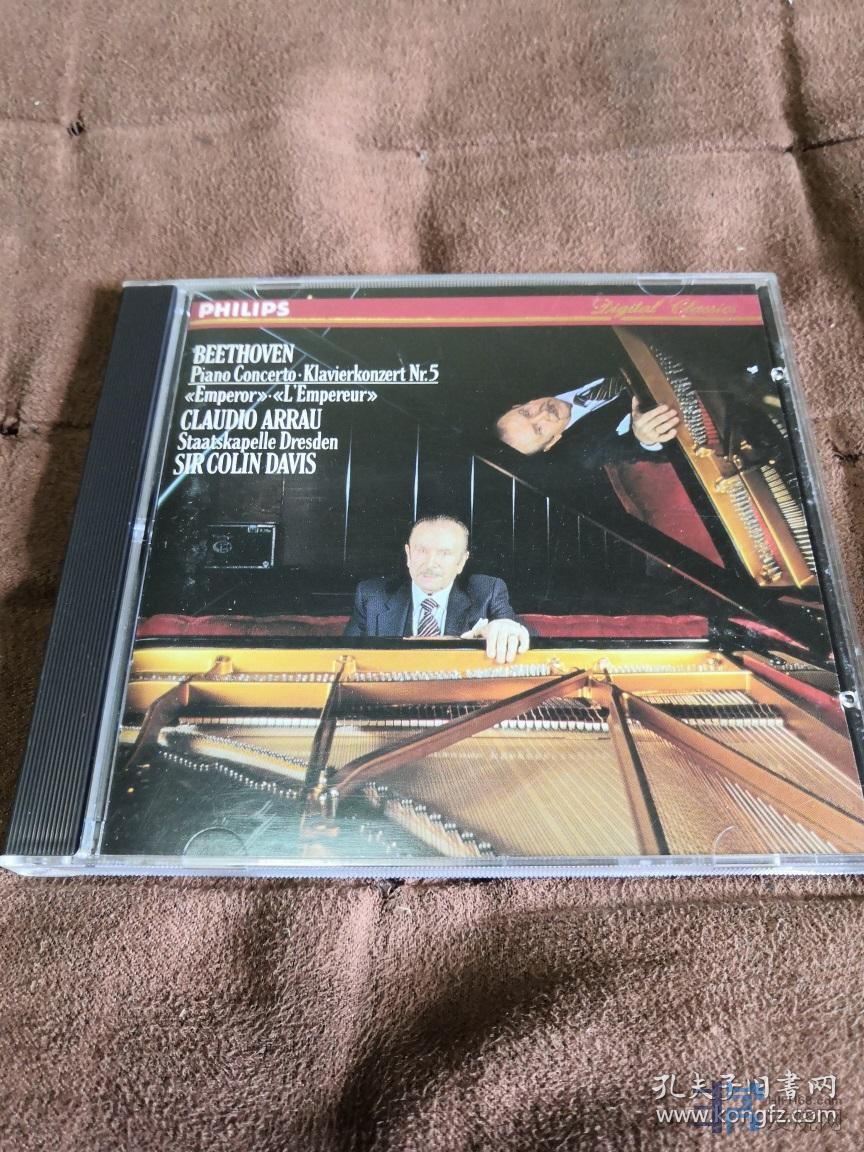 PHILIPS
Digital Classics
BEETHOVEN
Piano Concerto·Klavierkonzert Nr.5
«Emperor»·«L'Empereur»
CLAUDIO ARRAU
Staatskapelle Dresden
SIR COLIN DAVIS
孔夫子旧書网
www.kongfz.com